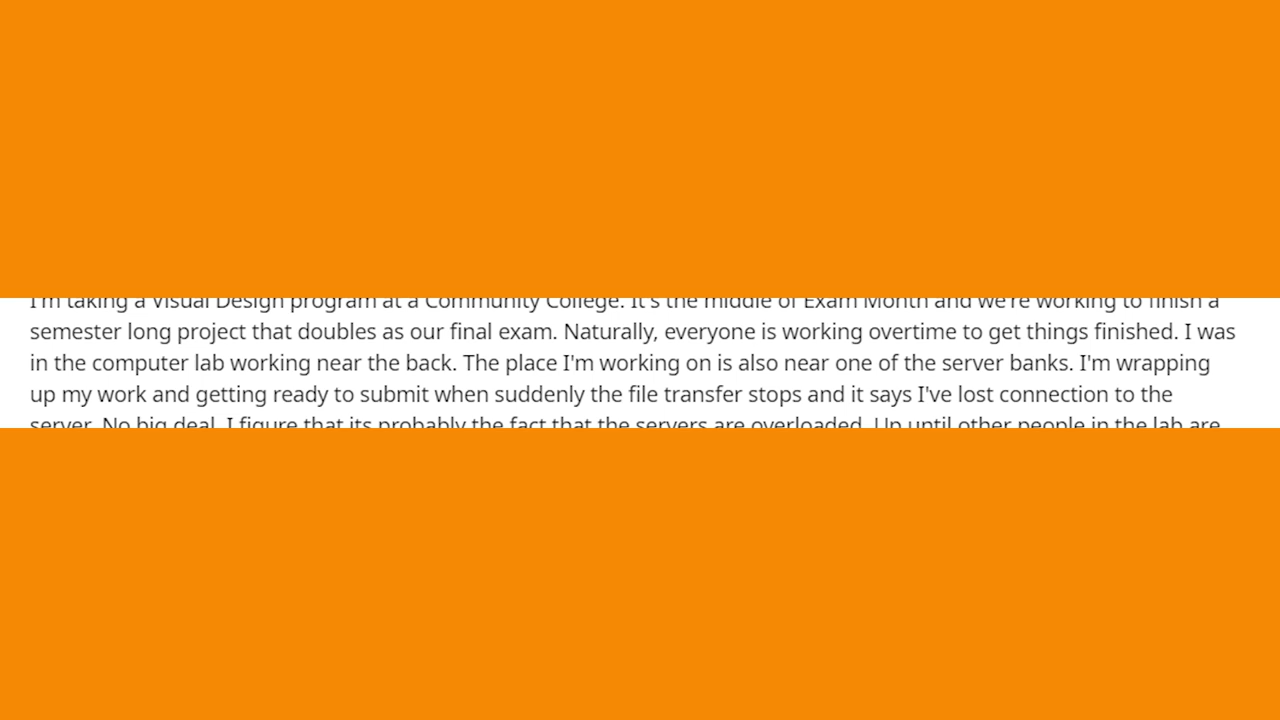 I'm taking a Visual Design program at a Community College. It's the middle of Exam Month and we're working to finish a
semester long project that doubles as our final exam. Naturally, everyone is working overtime to get things finished. I was
in the computer lab working near the back. The place I'm working on is also near one of the server banks. I'm wrapping
up my work and getting ready to submit when suddenly the file transfer stops and it says I've lost connection to the
server. No big deal, I figure that its probably the fact that the servers are overloaded. Up until other people in the lab are